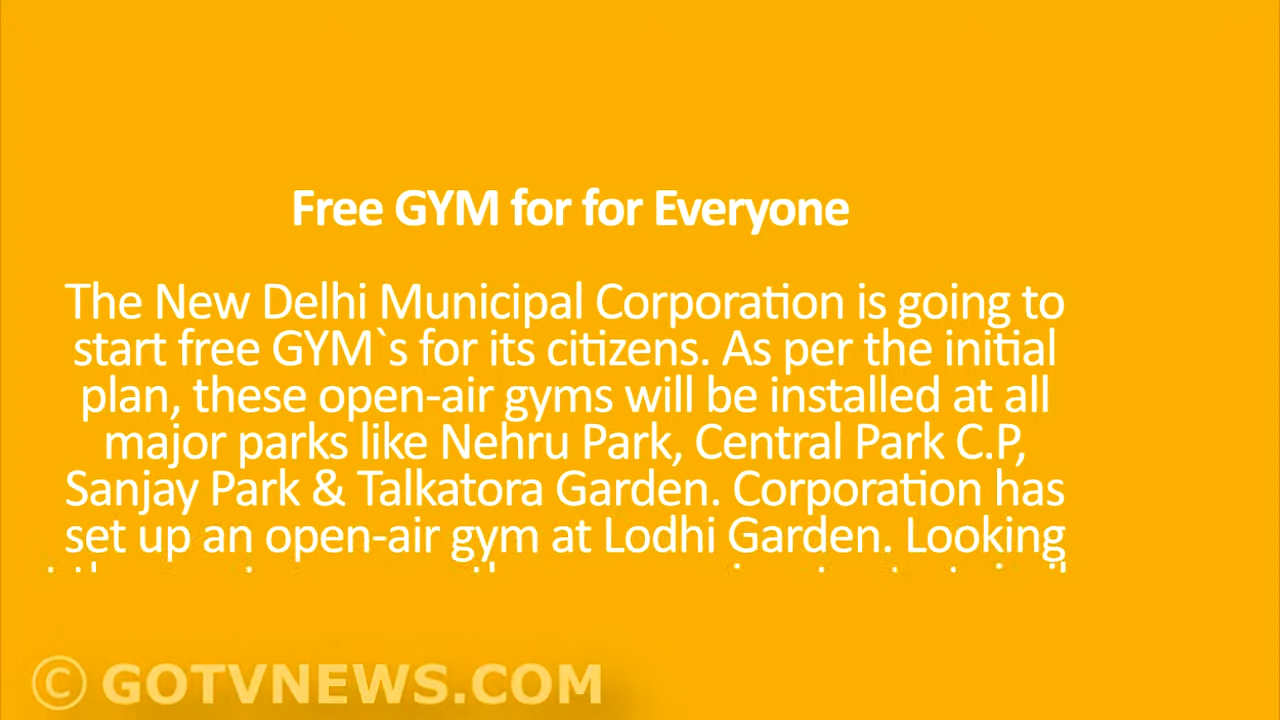 Free GYM for for Everyone
The New Delhi Municipal Corporation is going to
start free GYM`s for its citizens. As per the initial
plan, these open-air gyms will be installed at all
major parks like Nehru Park, Central Park C.P,
Sanjay Park & Talkatora Garden. Corporation has
set up an open-air gym at Lodhi Garden. Looking
© GOTVNEWS.COM